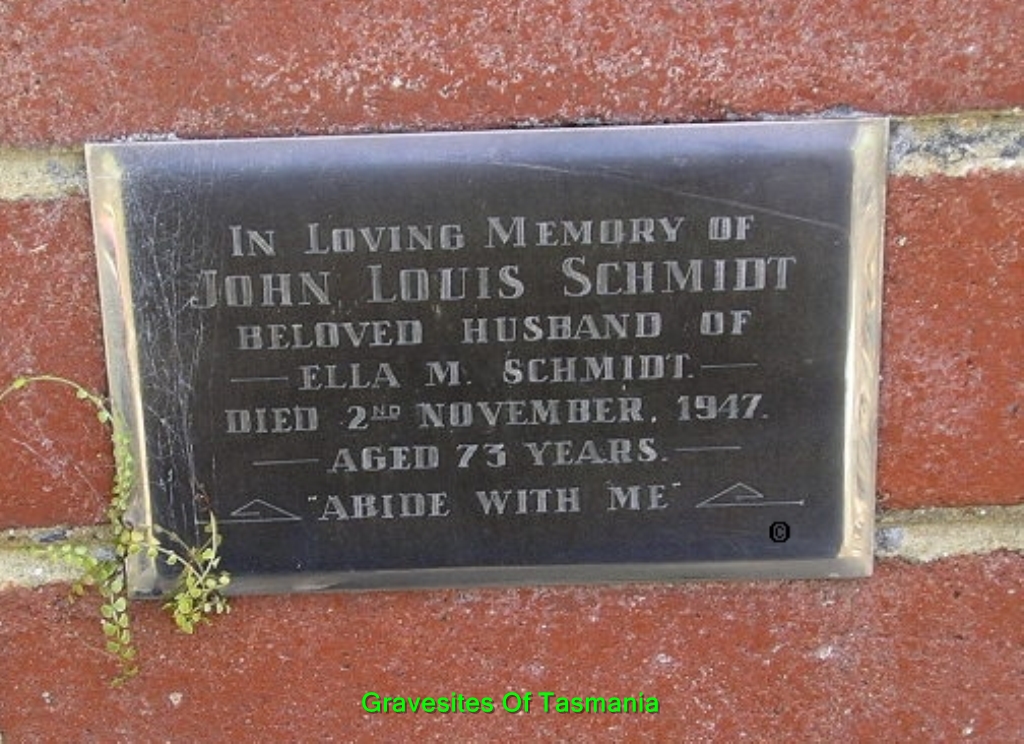 IN LOVING MEMORY OF
JOHN LOUIS SCHMIDT
BELOVED HUSBAND OF
— ELLA M. SCHMIDT. —
DIED 2ND NOVEMBER, 1947.
— AGED 73 YEARS. —
"ABIDE WITH ME"
©
Gravesites Of Tasmania